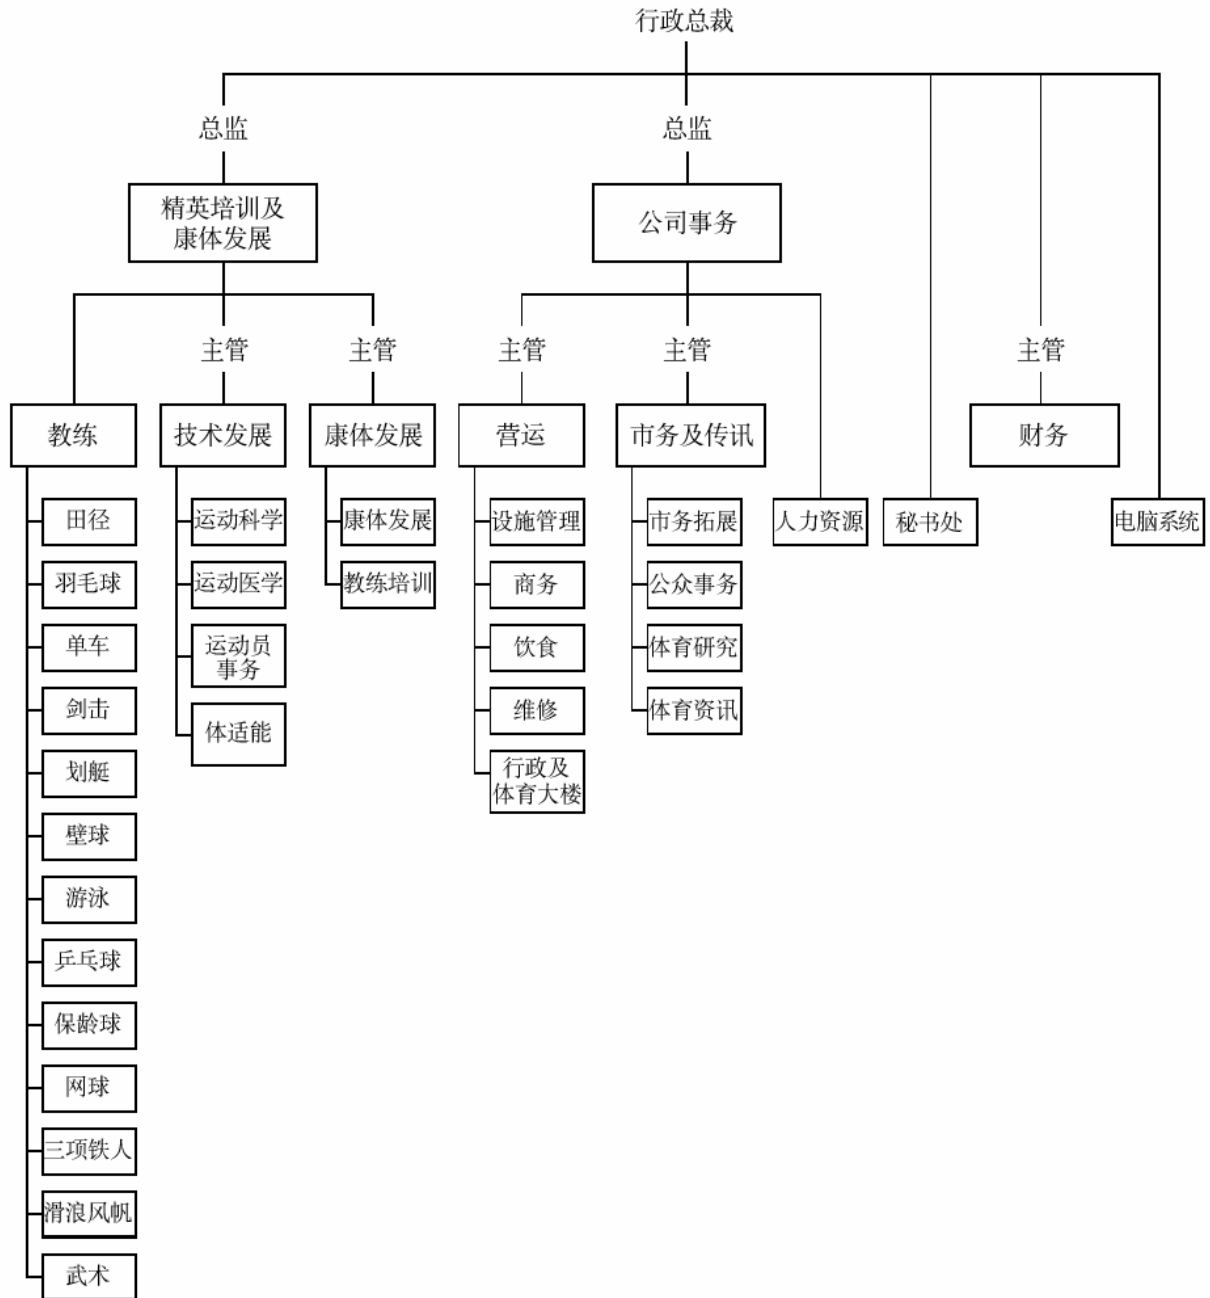 行政总裁
总监
总监
精英培训及
康体发展
公司事务
主管
主管
主管
主管
主管
教练
技术发展
康体发展
营运
市务及传讯
财务
田径
羽毛球
单车
剑击
划艇
壁球
游泳
乒乓球
保龄球
网球
三项铁人
滑浪风帆
武术
运动科学
运动医学
运动员
事务
体适能
康体发展
教练培训
设施管理
商务
饮食
维修
行政及
体育大楼
市务拓展
公众事务
体育研究
体育资讯
人力资源
秘书处
电脑系统